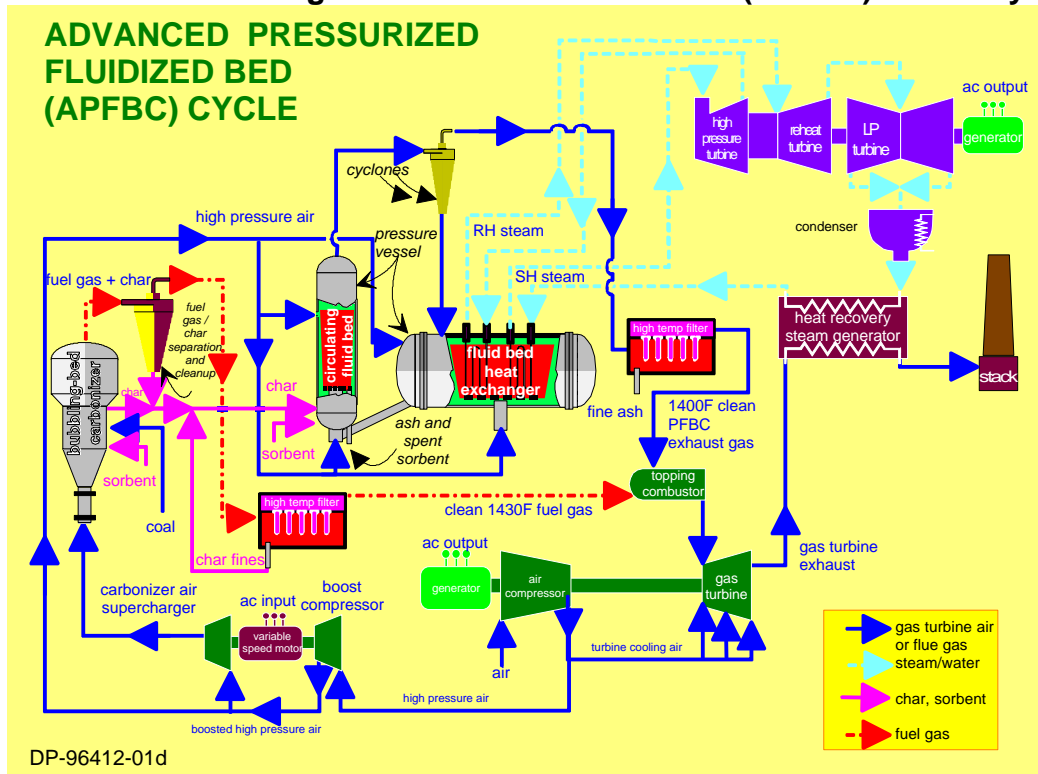 ADVANCED PRESSURIZED
FLUIDIZED BED
(APFBC) CYCLE
ac output
high
pressure
turbine
reheat
turbine
LP
turbine
generator
cyclones
high pressure air
pressure
vessel
RH steam
condenser
SH steam
fuel gas + char
fuel
gas /
char
separation
and
cleanup
circulating
fluid bed
fluid bed
heat
exchanger
high temp filter
heat recovery
steam generator
stack
bubbling-bed
carbonizer
char
char
fine ash
1400F clean
PFBC
exhaust gas
ash and
spent
sorbent
sorbent
sorbent
topping
combustor
high temp filter
clean 1430F fuel gas
coal
char fines
ac output
generator
air
compressor
gas
turbine
gas turbine
exhaust
carbonizer air
supercharger
ac input
boost
compressor
variable
speed motor
air
turbine cooling air
high pressure air
boosted high pressure air
gas turbine air
or flue gas
steam/water
char, sorbent
fuel gas
DP-96412-01d